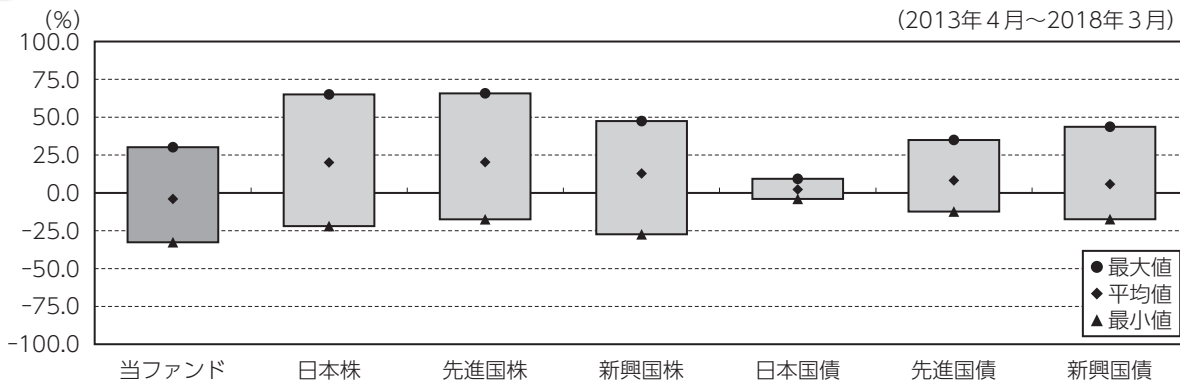 (%)
(2013年4月～2018年3月)
100.0
75.0
50.0
25.0
0.0
-25.0
-50.0
-75.0
-100.0
●最大値
◆平均値
▲最小値
当ファンド 日本株 先進国株 新興国株 日本国債 先進国債 新興国債